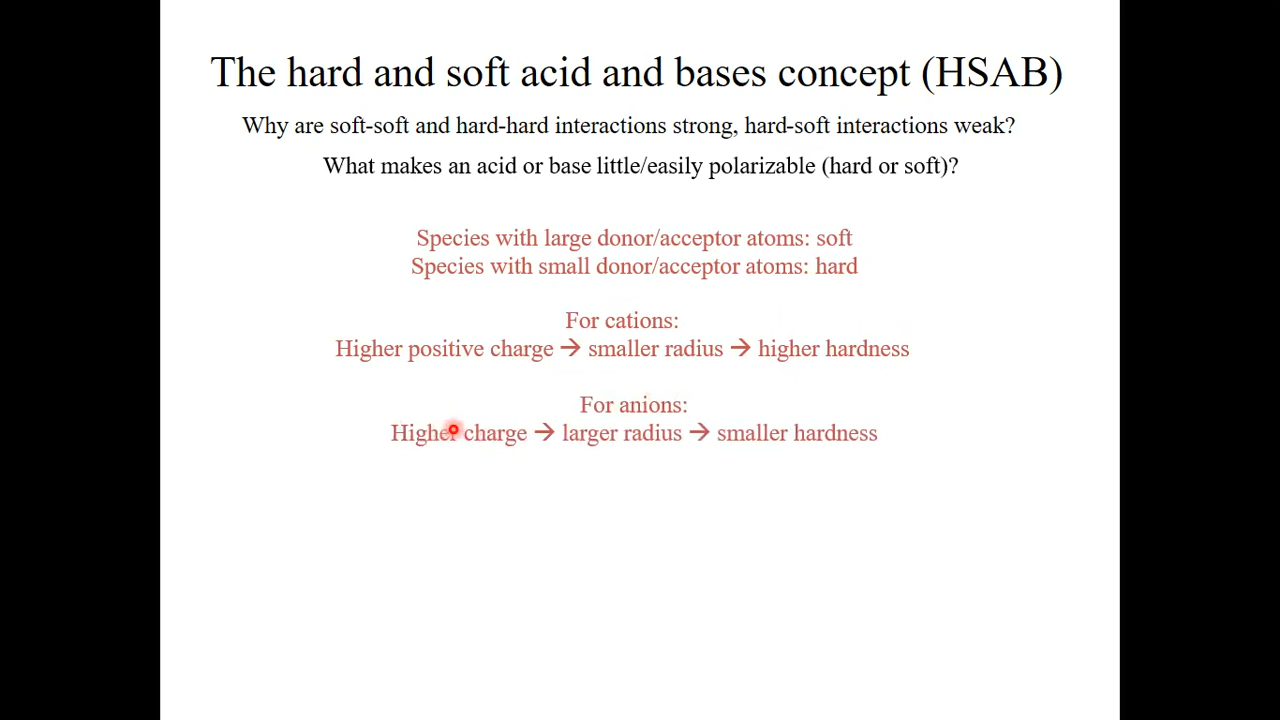 The hard and soft acid and bases concept (HSAB)
Why are soft-soft and hard-hard interactions strong, hard-soft interactions weak?
What makes an acid or base little/easily polarizable (hard or soft)?
Species with large donor/acceptor atoms: soft
Species with small donor/acceptor atoms: hard
For cations:
Higher positive charge → smaller radius → higher hardness
For anions:
Higher charge → larger radius → smaller hardness